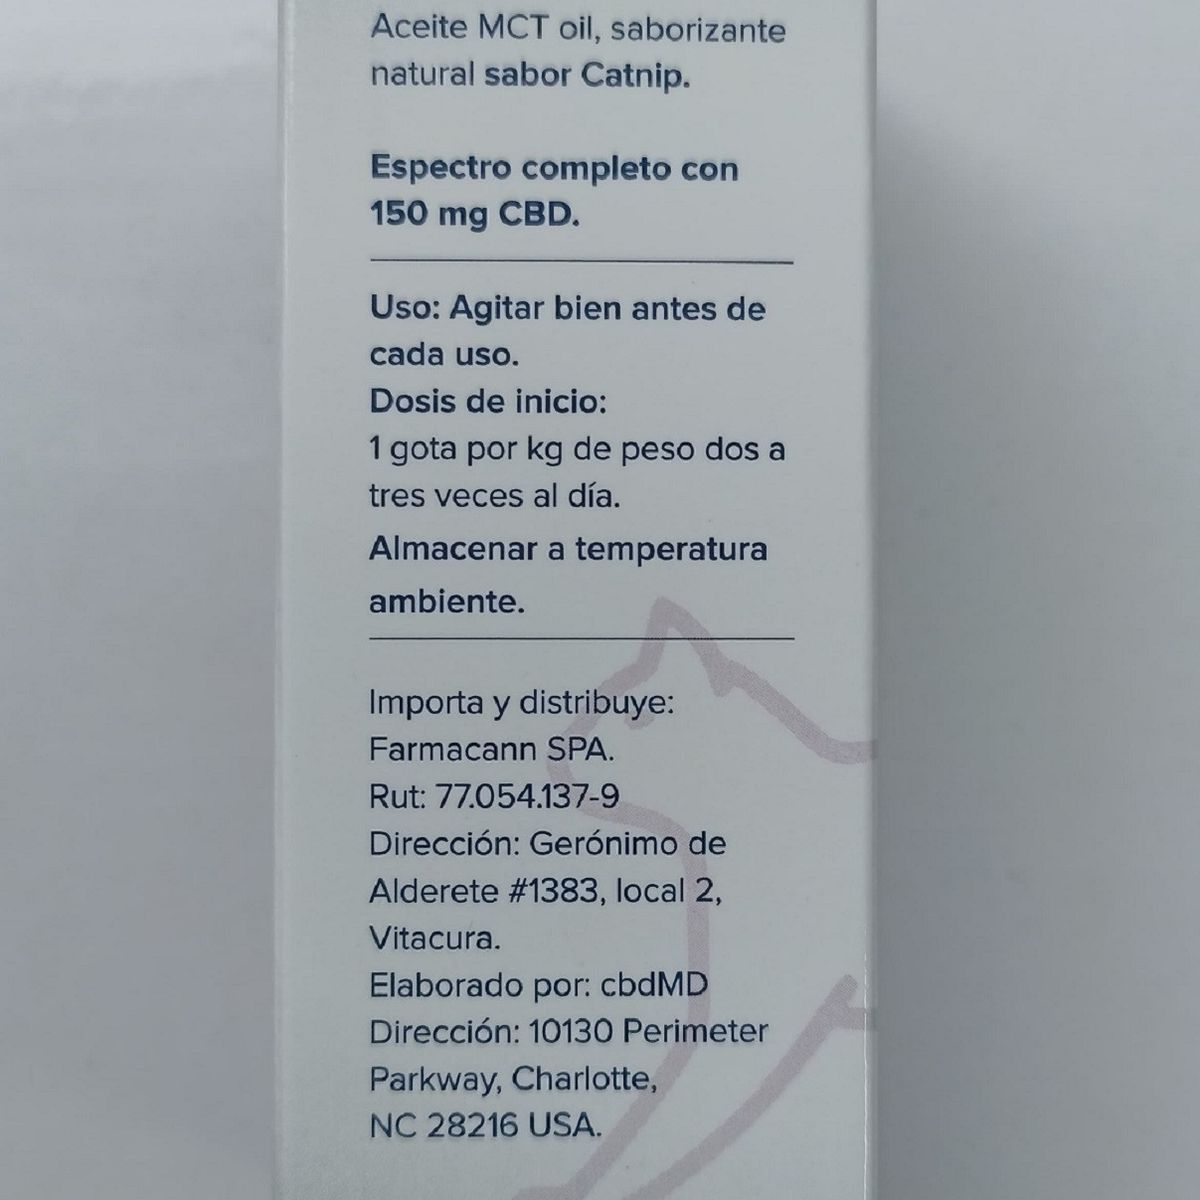 Aceite MCT oil, saborizante
natural sabor Catnip.
Espectro completo con
150 mg CBD.
Uso: Agitar bien antes de
cada uso.
Dosis de inicio:
1 gota por kg de peso dos a
tres veces al día.
Almacenar a temperatura
ambiente.
Importa y distribuye:
Farmacann SPA.
Rut: 77.054.137-9
Dirección: Gerónimo de
Alderete #1383, local 2,
Vitacura.
Elaborado por: cbdMD
Dirección: 10130 Perimeter
Parkway, Charlotte,
NC 28216 USA.